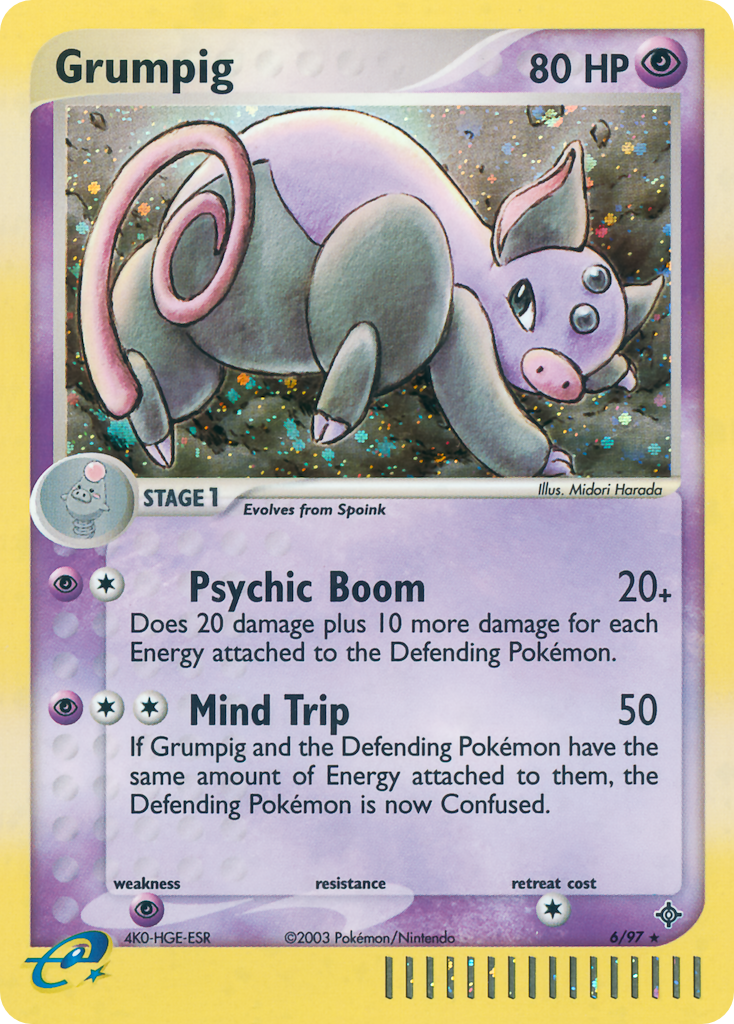 Grumpig 80 HP
Illus. Midori Harada
STAGE 1
Evolves from Spoink
Psychic Boom 20+
Does 20 damage plus 10 more damage for each
Energy attached to the Defending Pokémon.
Mind Trip 50
If Grumpig and the Defending Pokémon have the
same amount of Energy attached to them, the
Defending Pokémon is now Confused.
weakness resistance retreat cost
4K0-HGE-ESR ©2003 Pokémon/Nintendo 6/97 ★
e